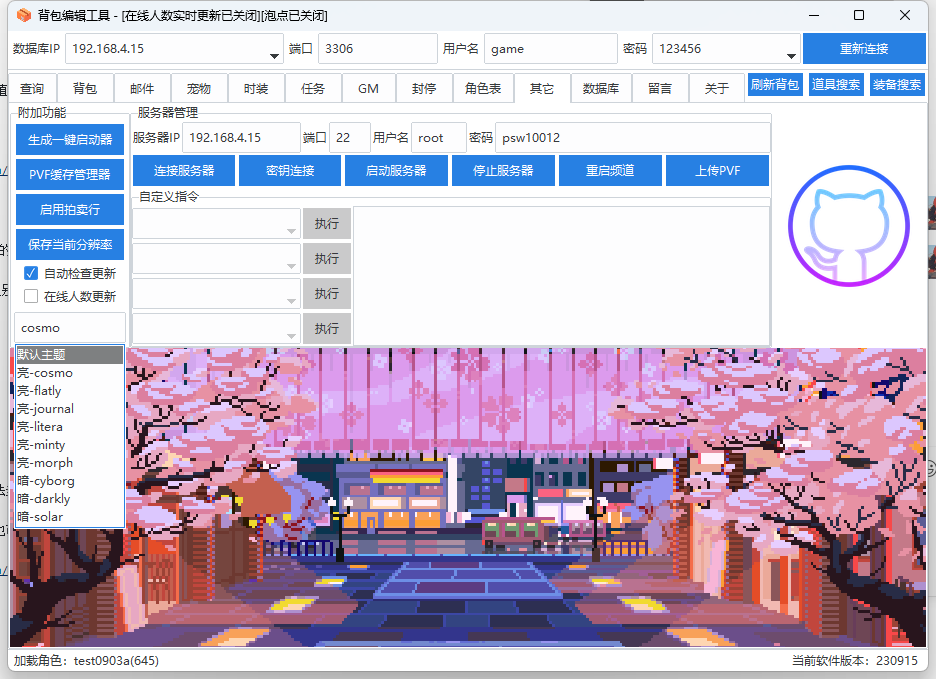 背包编辑工具 - [在线人数实时更新已关闭][泡点已关闭]
数据库IP 192.168.4.15 端口 3306 用户名 game 密码 123456 重新连接
查询 背包 邮件 宠物 时装 任务 GM 封停 角色表 其它 数据库 留言 关于 刷新背包 道具搜索 装备搜索
附加功能
生成一键启动器
PVF缓存管理器
启用拍卖行
保存当前分辨率
自动检查更新
在线人数更新
cosmo
默认主题
亮-cosmo
亮-flatly
亮-journal
亮-litera
亮-minty
亮-morph
暗-cyborg
暗-darkly
暗-solar
服务器管理
服务器IP 192.168.4.15 端口 22 用户名 root 密码 psw10012
连接服务器 密钥连接 启动服务器 停止服务器 重启频道 上传PVF
自定义指令
执行
执行
执行
执行
加载角色：test0903a(645)
当前软件版本：230915